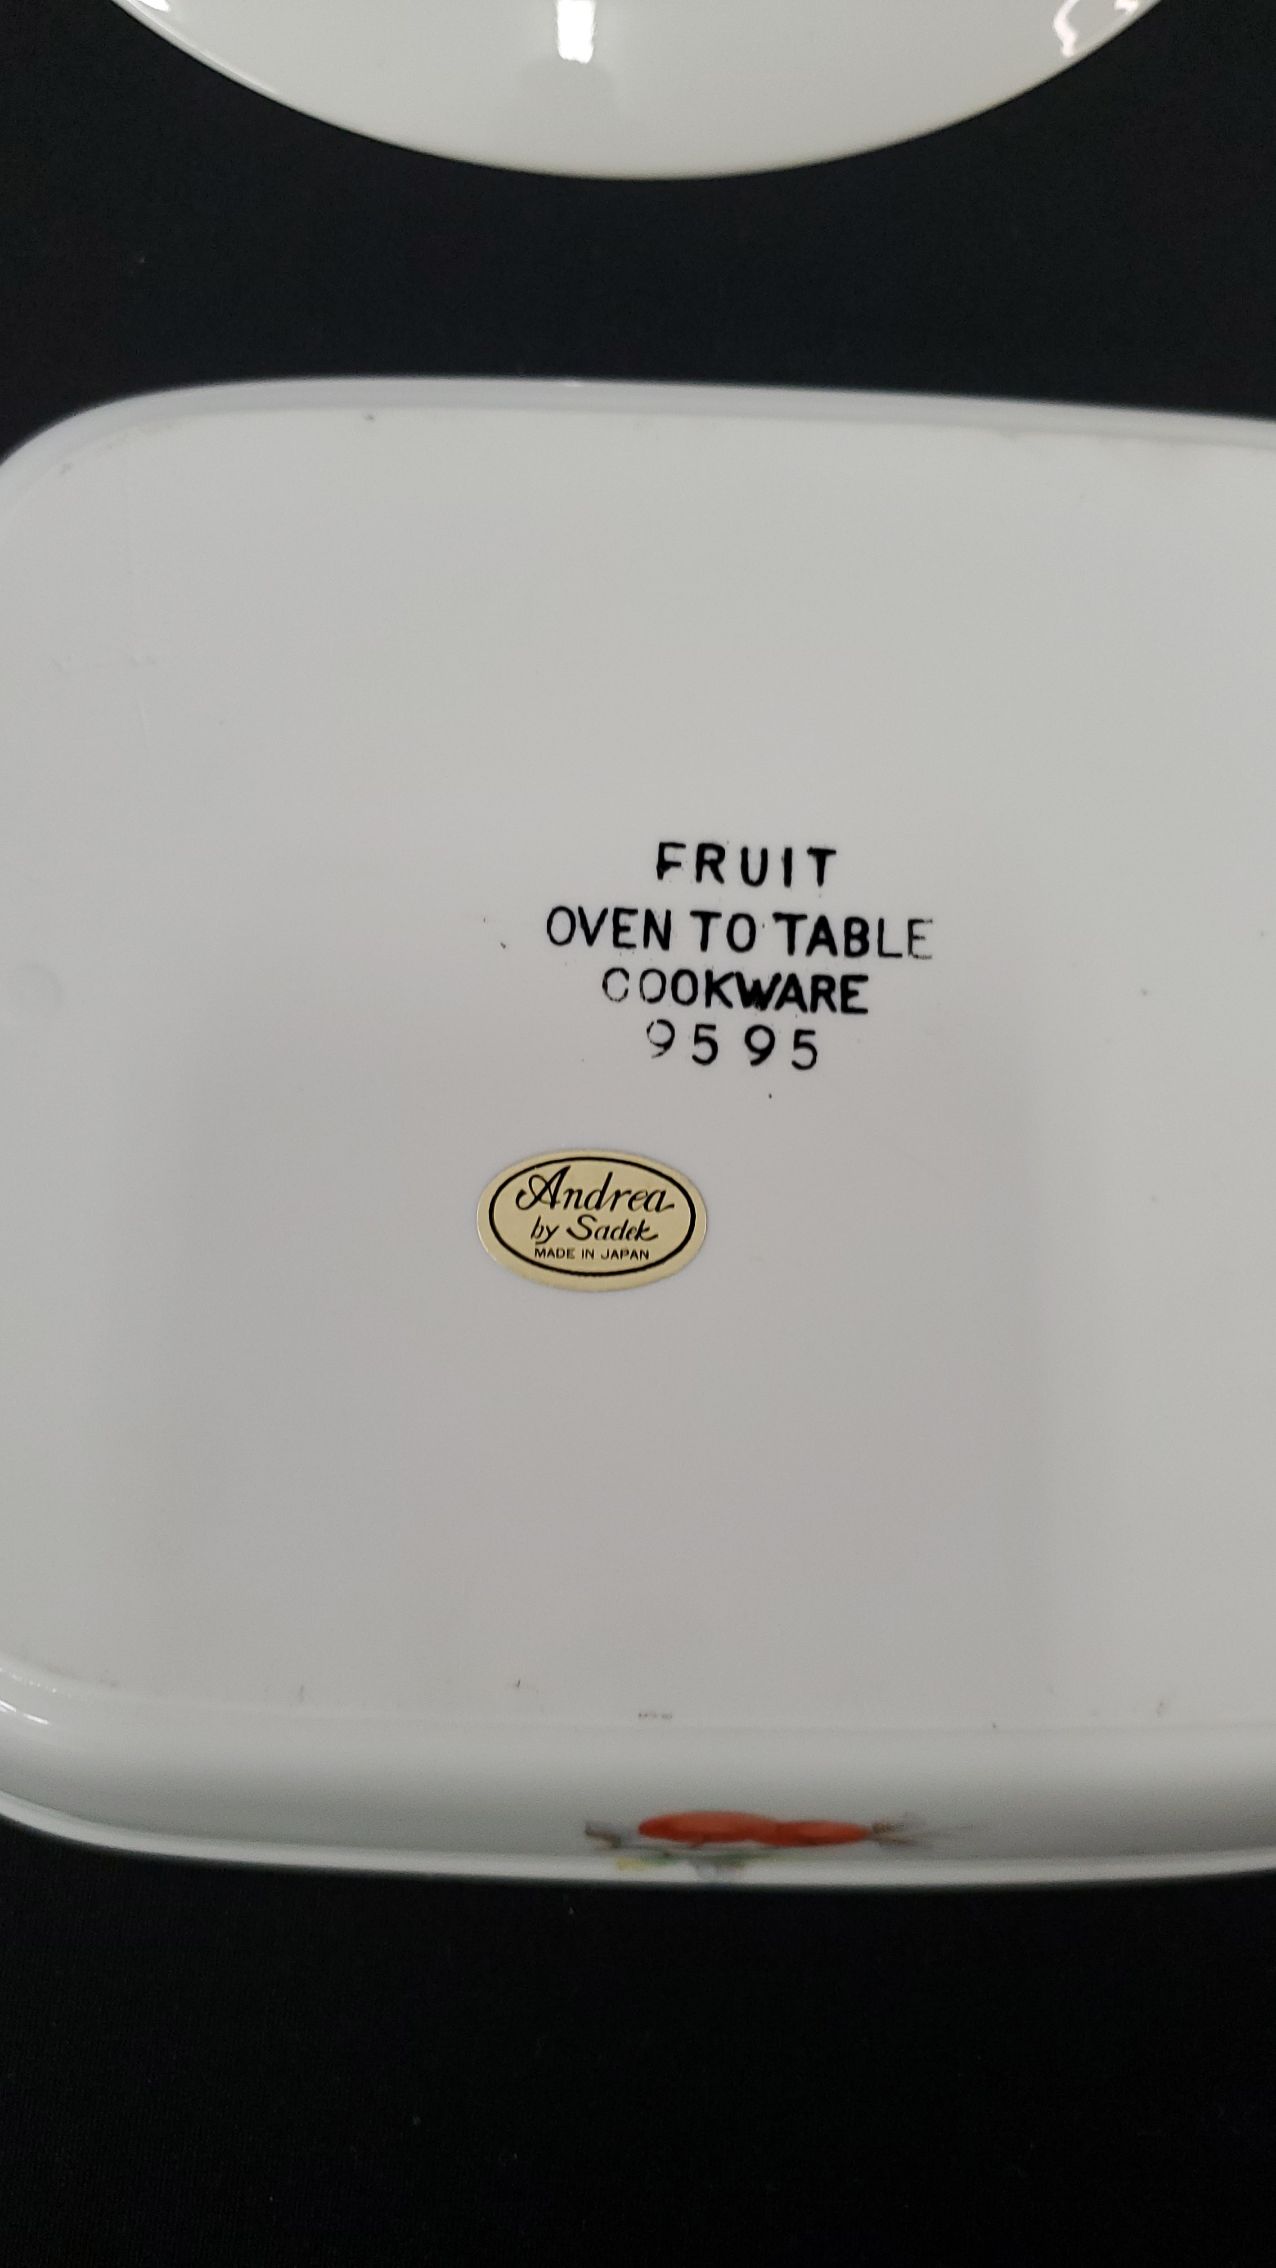 FRUIT
OVEN TO TABLE
COOKWARE
9595
Andrea
by Sadek
MADE IN JAPAN